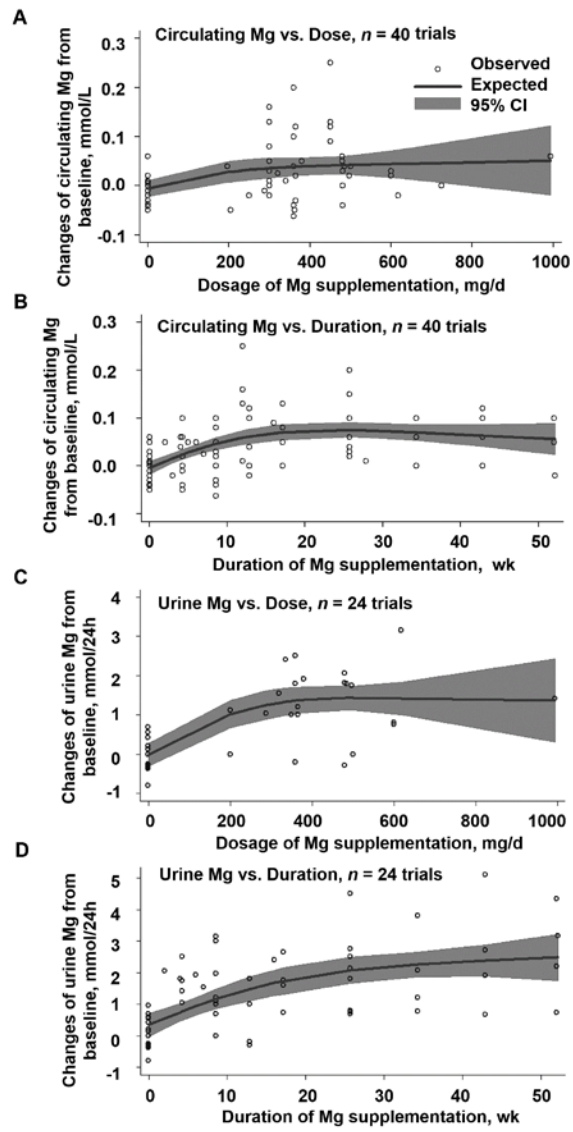 A
Circulating Mg vs. Dose, n = 40 trials
Observed
Expected
95% CI
Changes of circulating Mg from
baseline, mmol/L
0.3
0.2
0.1
0.0
-0.1
0 200 400 600 800 1000
Dosage of Mg supplementation, mg/d
B
Circulating Mg vs. Duration, n = 40 trials
Changes of circulating Mg
from baseline, mmol/L
0.3
0.2
0.1
0.0
-0.1
0 10 20 30 40 50
Duration of Mg supplementation, wk
C
Urine Mg vs. Dose, n = 24 trials
Changes of urine Mg from
baseline, mmol/24h
4
3
2
1
0
-1
0 200 400 600 800 1000
Dosage of Mg supplementation, mg/d
D
Urine Mg vs. Duration, n = 24 trials
Changes of urine Mg from
baseline, mmol/24h
5
4
3
2
1
0
-1
0 10 20 30 40 50
Duration of Mg supplementation, wk